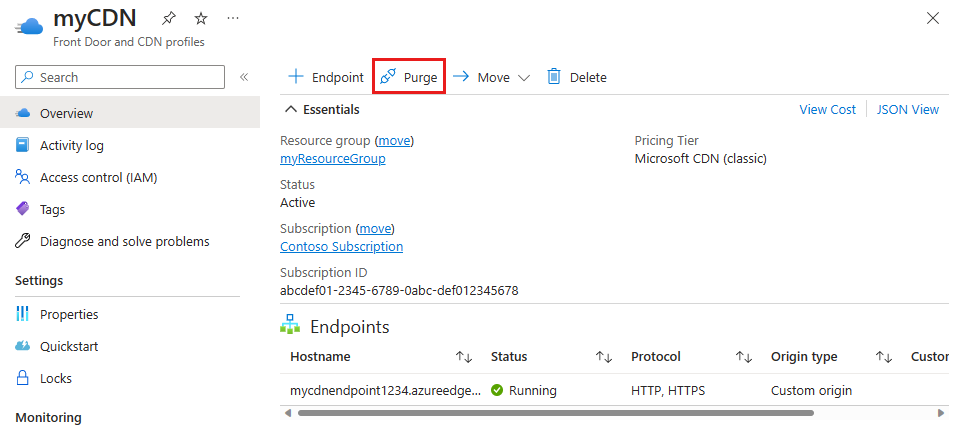 myCDN
Front Door and CDN profiles
Search
Overview
Activity log
Access control (IAM)
Tags
Diagnose and solve problems
Settings
Properties
Quickstart
Locks
Monitoring
Endpoint Purge Move Delete
Essentials View Cost JSON View
Resource group (move) Pricing Tier
myResourceGroup Microsoft CDN (classic)
Status
Active
Subscription (move)
Contoso Subscription
Subscription ID
abcdef01-2345-6789-0abc-def012345678
Endpoints
Hostname Status Protocol Origin type Custor
mycdnendpoint1234.azureedge... Running HTTP, HTTPS Custom origin